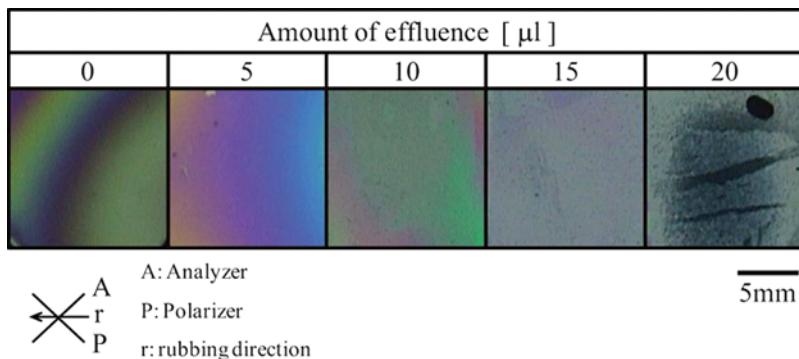 Amount of effluence [ μl ]
0 5 10 15 20
A
r
P
A: Analyzer
P: Polarizer
r: rubbing direction
5mm